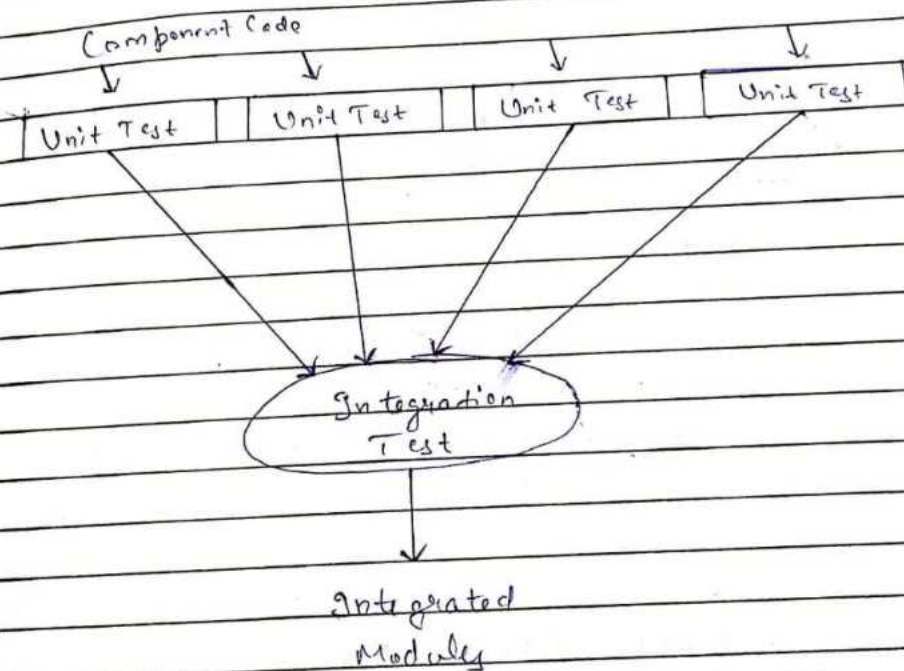 Component Code
Unit Test Unit Test Unit Test Unit Test
Integration
Test
Integrated
Modules